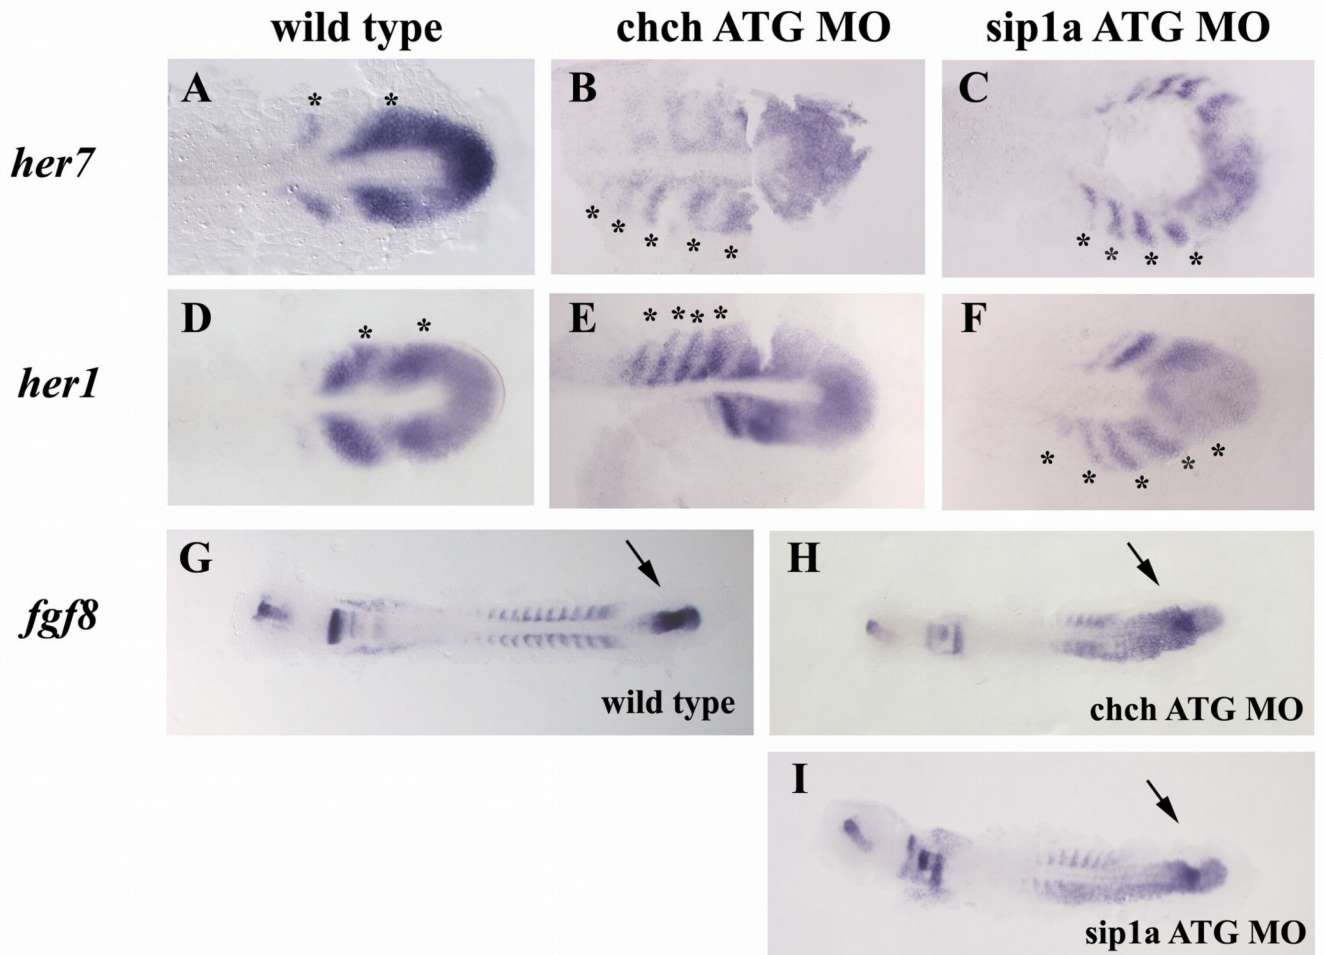 wild type chch ATG MO sip1a ATG MO
her7 A * * B * * * * * C * * * *
her1 D * * E * * * * F * * * * *
fgf8 G wild type H chch ATG MO
I sip1a ATG MO